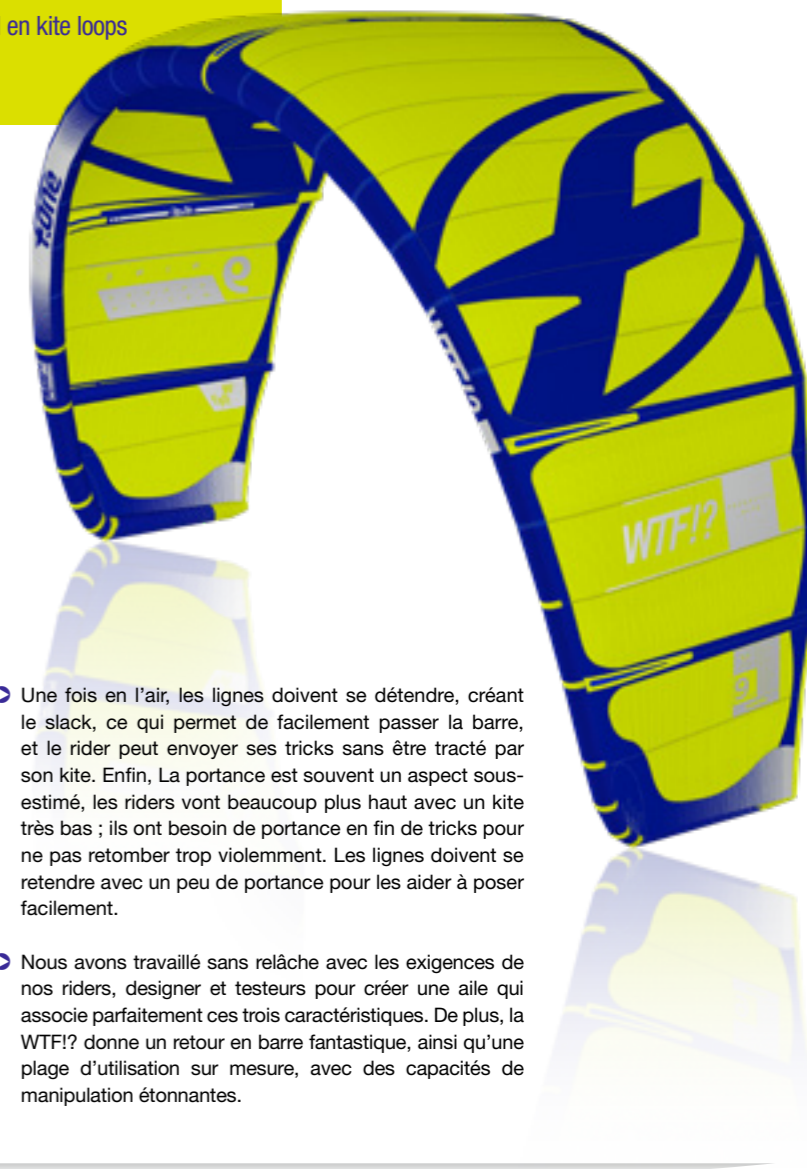 en kite loops
f.one
9
WTF!?
WTF!?
9
Une fois en l’air, les lignes doivent se détendre, créant
le slack, ce qui permet de facilement passer la barre,
et le rider peut envoyer ses tricks sans être tracté par
son kite. Enfin, La portance est souvent un aspect sous-
estimé, les riders vont beaucoup plus haut avec un kite
très bas ; ils ont besoin de portance en fin de tricks pour
ne pas retomber trop violemment. Les lignes doivent se
retendre avec un peu de portance pour les aider à poser
facilement.
Nous avons travaillé sans relâche avec les exigences de
nos riders, designer et testeurs pour créer une aile qui
associe parfaitement ces trois caractéristiques. De plus, la
WTF!? donne un retour en barre fantastique, ainsi qu’une
plage d’utilisation sur mesure, avec des capacités de
manipulation étonnantes.